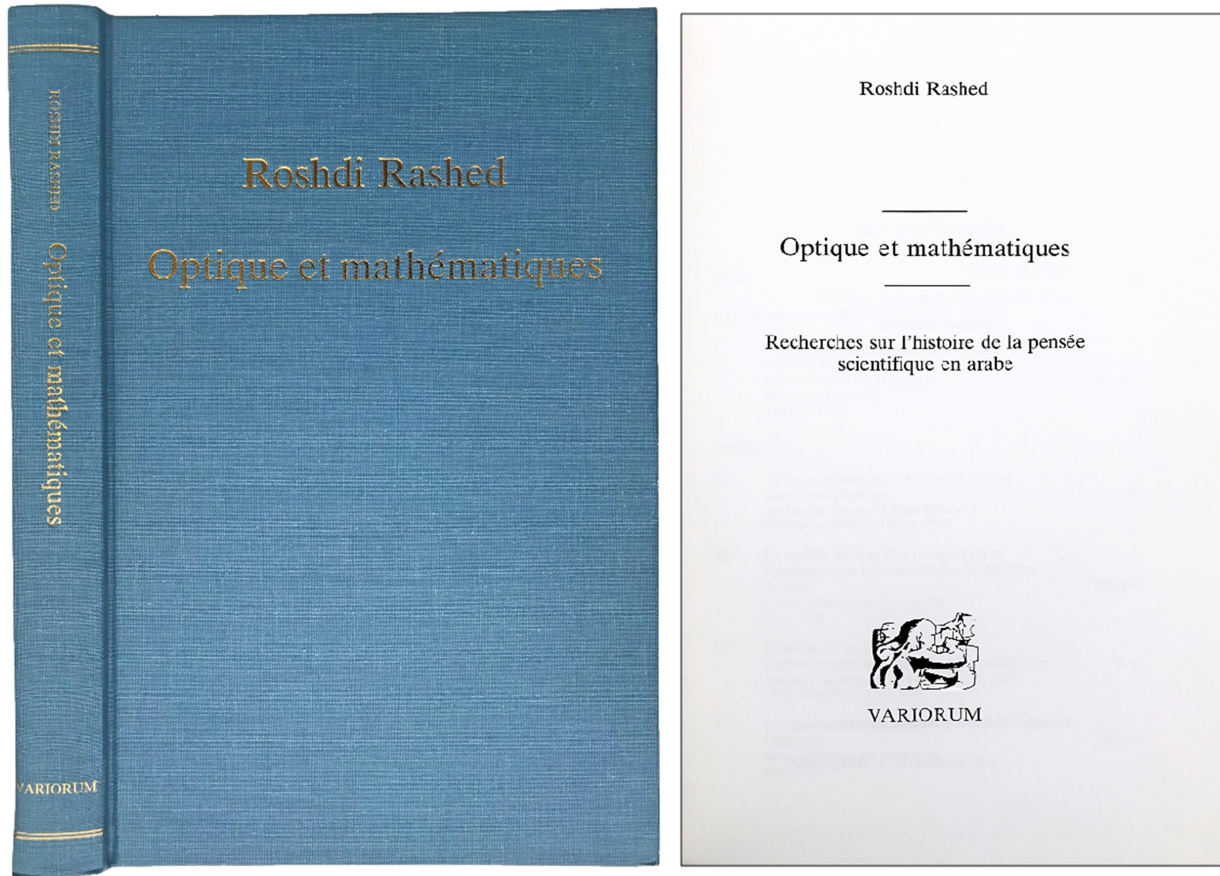 ROSHDI RASHED
Optique et mathématiques
VARIORUM
Roshdi Rashed
Optique et mathématiques
Roshdi Rashed
Optique et mathématiques
Recherches sur l'histoire de la pensée
scientifique en arabe
VARIORUM